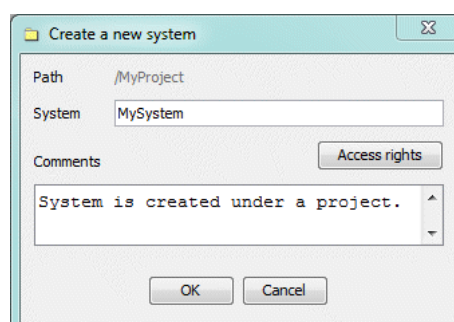 Create a new system
Path /MyProject
System MySystem
Comments Access rights
System is created under a project.
OK Cancel